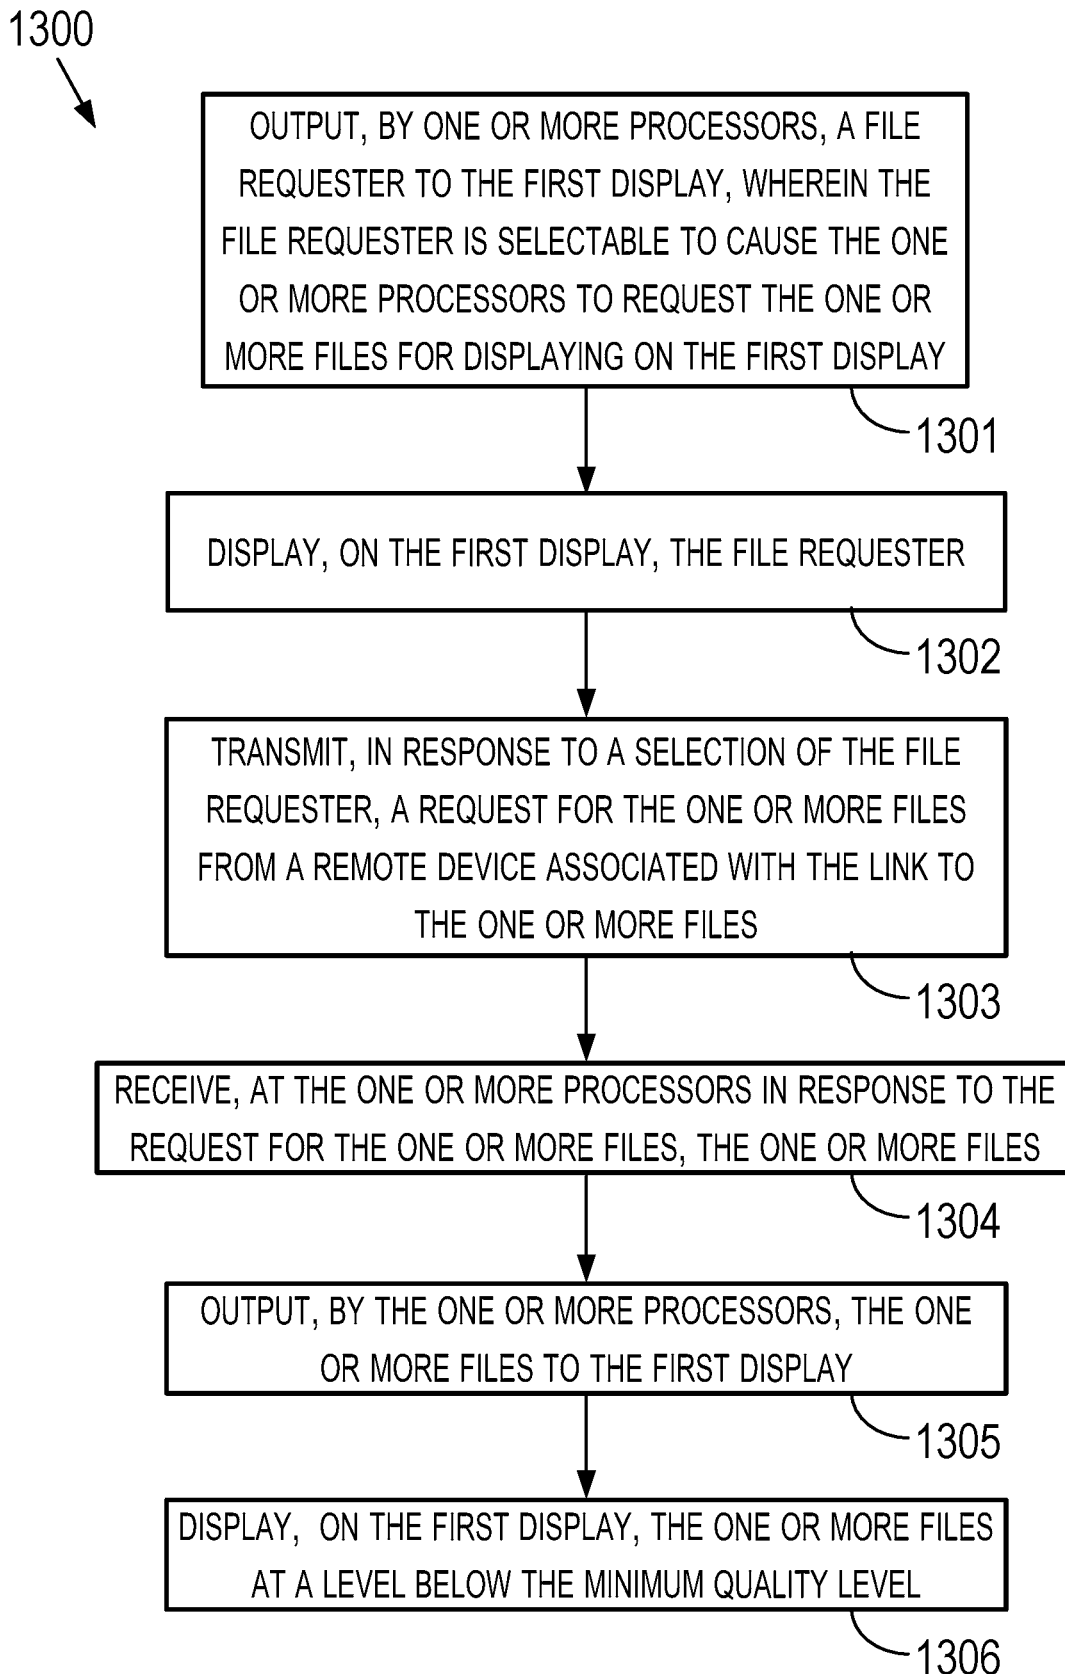 1300
OUTPUT, BY ONE OR MORE PROCESSORS, A FILE
REQUESTER TO THE FIRST DISPLAY, WHEREIN THE
FILE REQUESTER IS SELECTABLE TO CAUSE THE ONE
OR MORE PROCESSORS TO REQUEST THE ONE OR
MORE FILES FOR DISPLAYING ON THE FIRST DISPLAY
1301
DISPLAY, ON THE FIRST DISPLAY, THE FILE REQUESTER
1302
TRANSMIT, IN RESPONSE TO A SELECTION OF THE FILE
REQUESTER, A REQUEST FOR THE ONE OR MORE FILES
FROM A REMOTE DEVICE ASSOCIATED WITH THE LINK TO
THE ONE OR MORE FILES
1303
RECEIVE, AT THE ONE OR MORE PROCESSORS IN RESPONSE TO THE
REQUEST FOR THE ONE OR MORE FILES, THE ONE OR MORE FILES
1304
OUTPUT, BY THE ONE OR MORE PROCESSORS, THE ONE
OR MORE FILES TO THE FIRST DISPLAY
1305
DISPLAY, ON THE FIRST DISPLAY, THE ONE OR MORE FILES
AT A LEVEL BELOW THE MINIMUM QUALITY LEVEL
1306